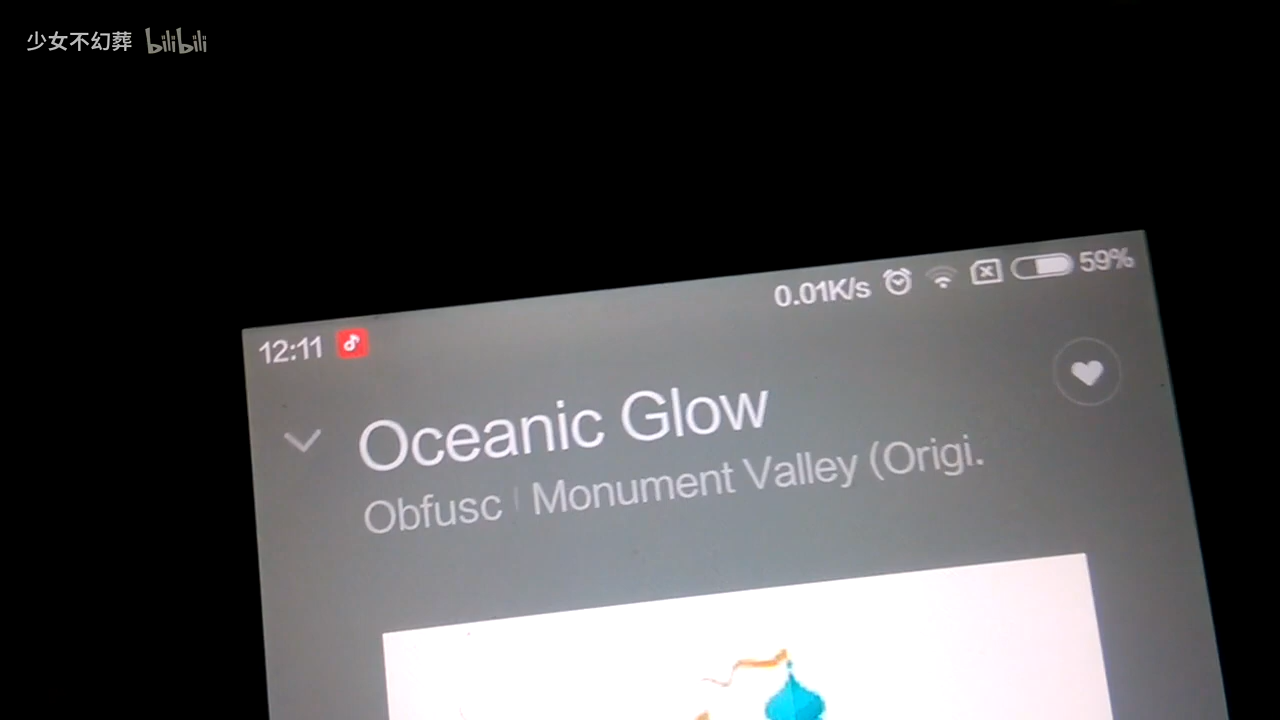 少女不幻葬 bilibili
12:11 0.01K/s 59%
Oceanic Glow
Obfusc | Monument Valley (Origi.